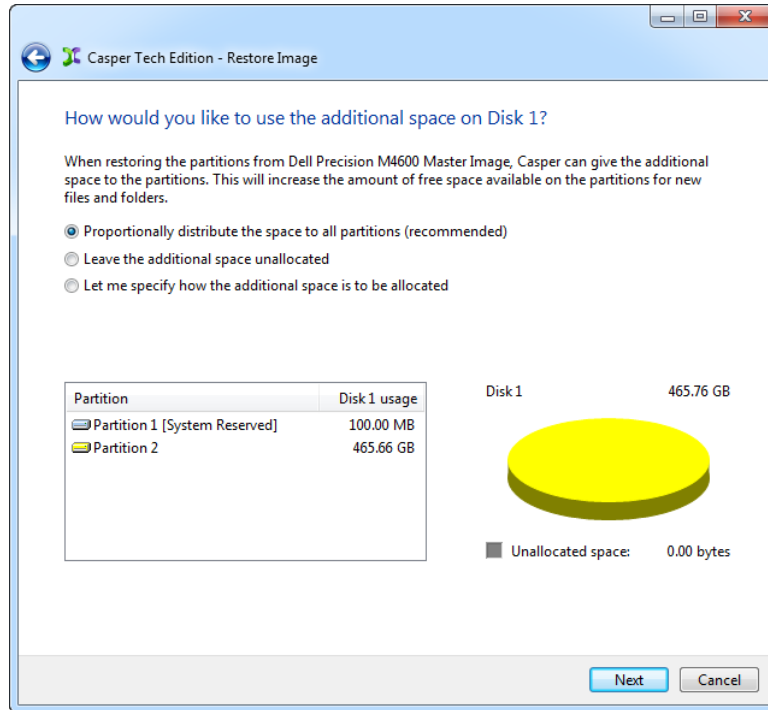 Casper Tech Edition - Restore Image
How would you like to use the additional space on Disk 1?
When restoring the partitions from Dell Precision M4600 Master Image, Casper can give the additional
space to the partitions. This will increase the amount of free space available on the partitions for new
files and folders.
Proportionally distribute the space to all partitions (recommended)
Leave the additional space unallocated
Let me specify how the additional space is to be allocated
Partition Disk 1 usage
Partition 1 [System Reserved] 100.00 MB
Partition 2 465.66 GB
Disk 1 465.76 GB
Unallocated space: 0.00 bytes
Next Cancel